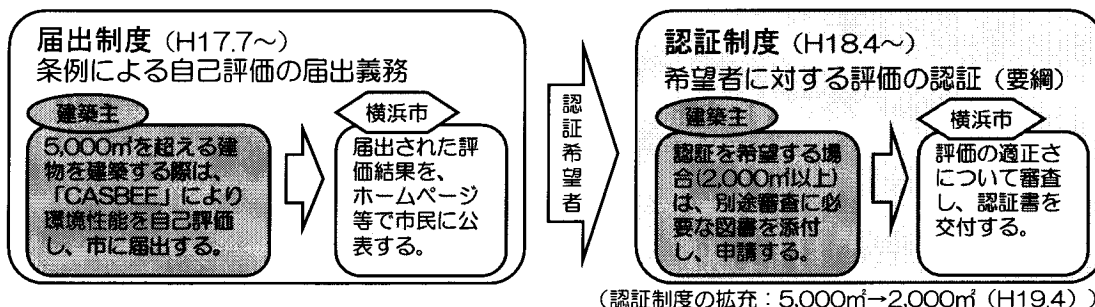 届出制度（H17.7～）
条例による自己評価の届出義務
建築主
5,000㎡を超える建
物を建築する際は、
「CASBEE」により
環境性能を自己評価
し、市に届出する。
横浜市
届出された評
価結果を、
ホームページ
等で市民に公
表する。
認証希望者
認証制度（H18.4～）
希望者に対する評価の認証（要綱）
建築主
認証を希望する場
合(2,000㎡以上)
は、別途審査に必
要な図書を添付
し、申請する。
横浜市
評価の適正さ
について審査
し、認証書を
交付する。
（認証制度の拡充：5,000㎡→2,000㎡（H19.4））